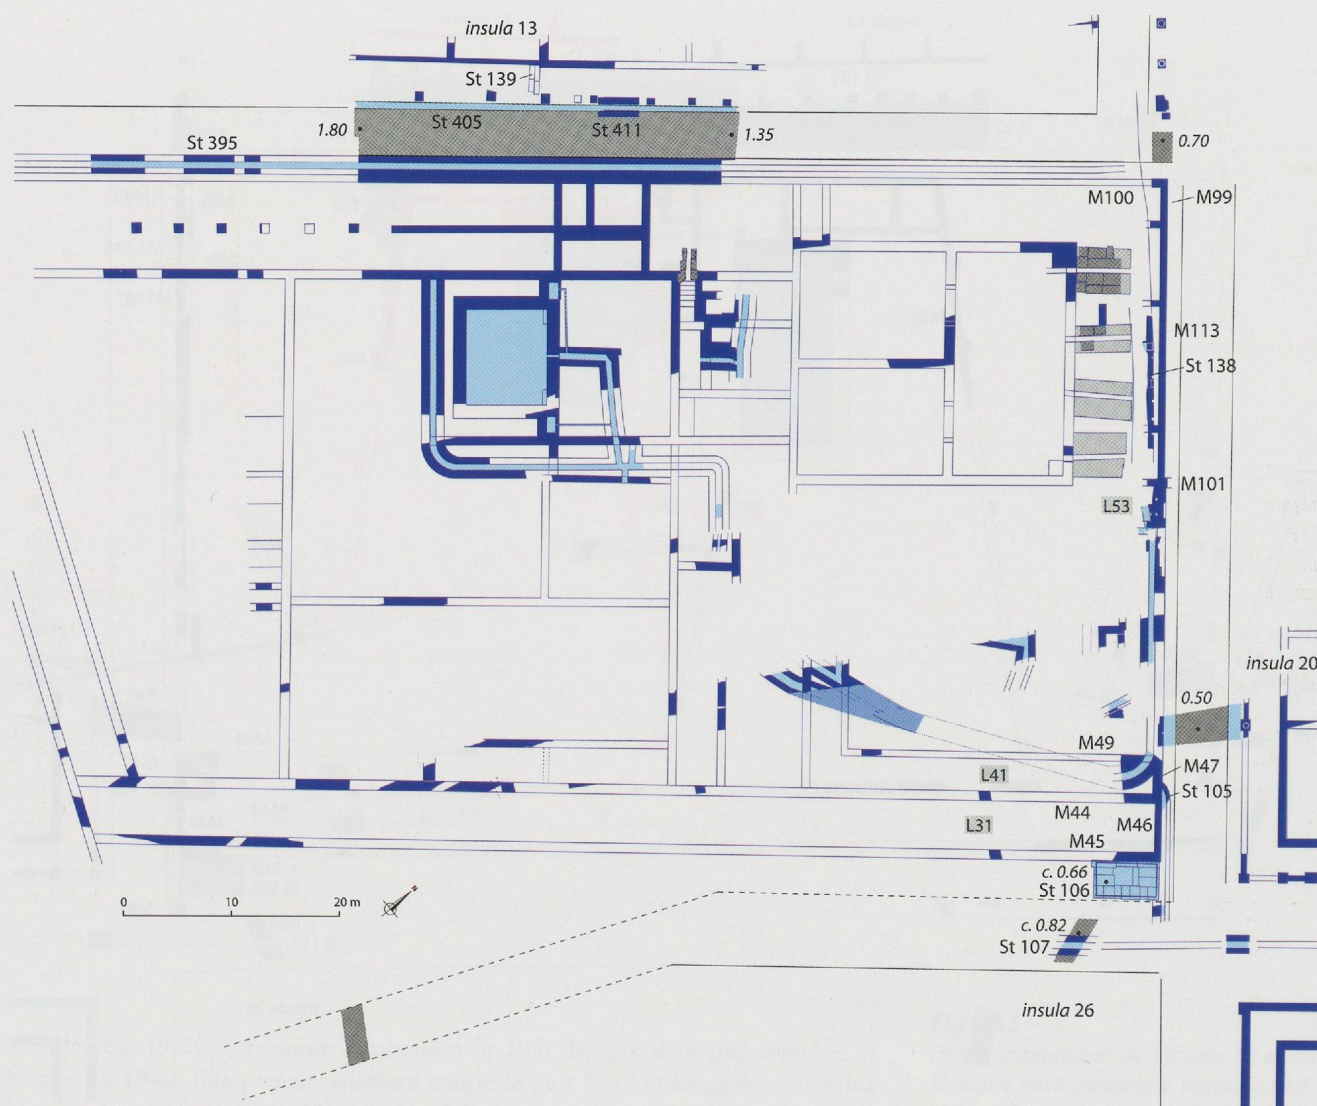 insula 13
St 139
St 405
St 411
1.80
1.35
St 395
0.70
M100
M99
M113
St 138
M101
L53
insula 20
0.50
M49
M47
L41
St 105
M44
L31
M46
M45
c. 0.66
St 106
0
10
20 m
c. 0.82
St 107
insula 26